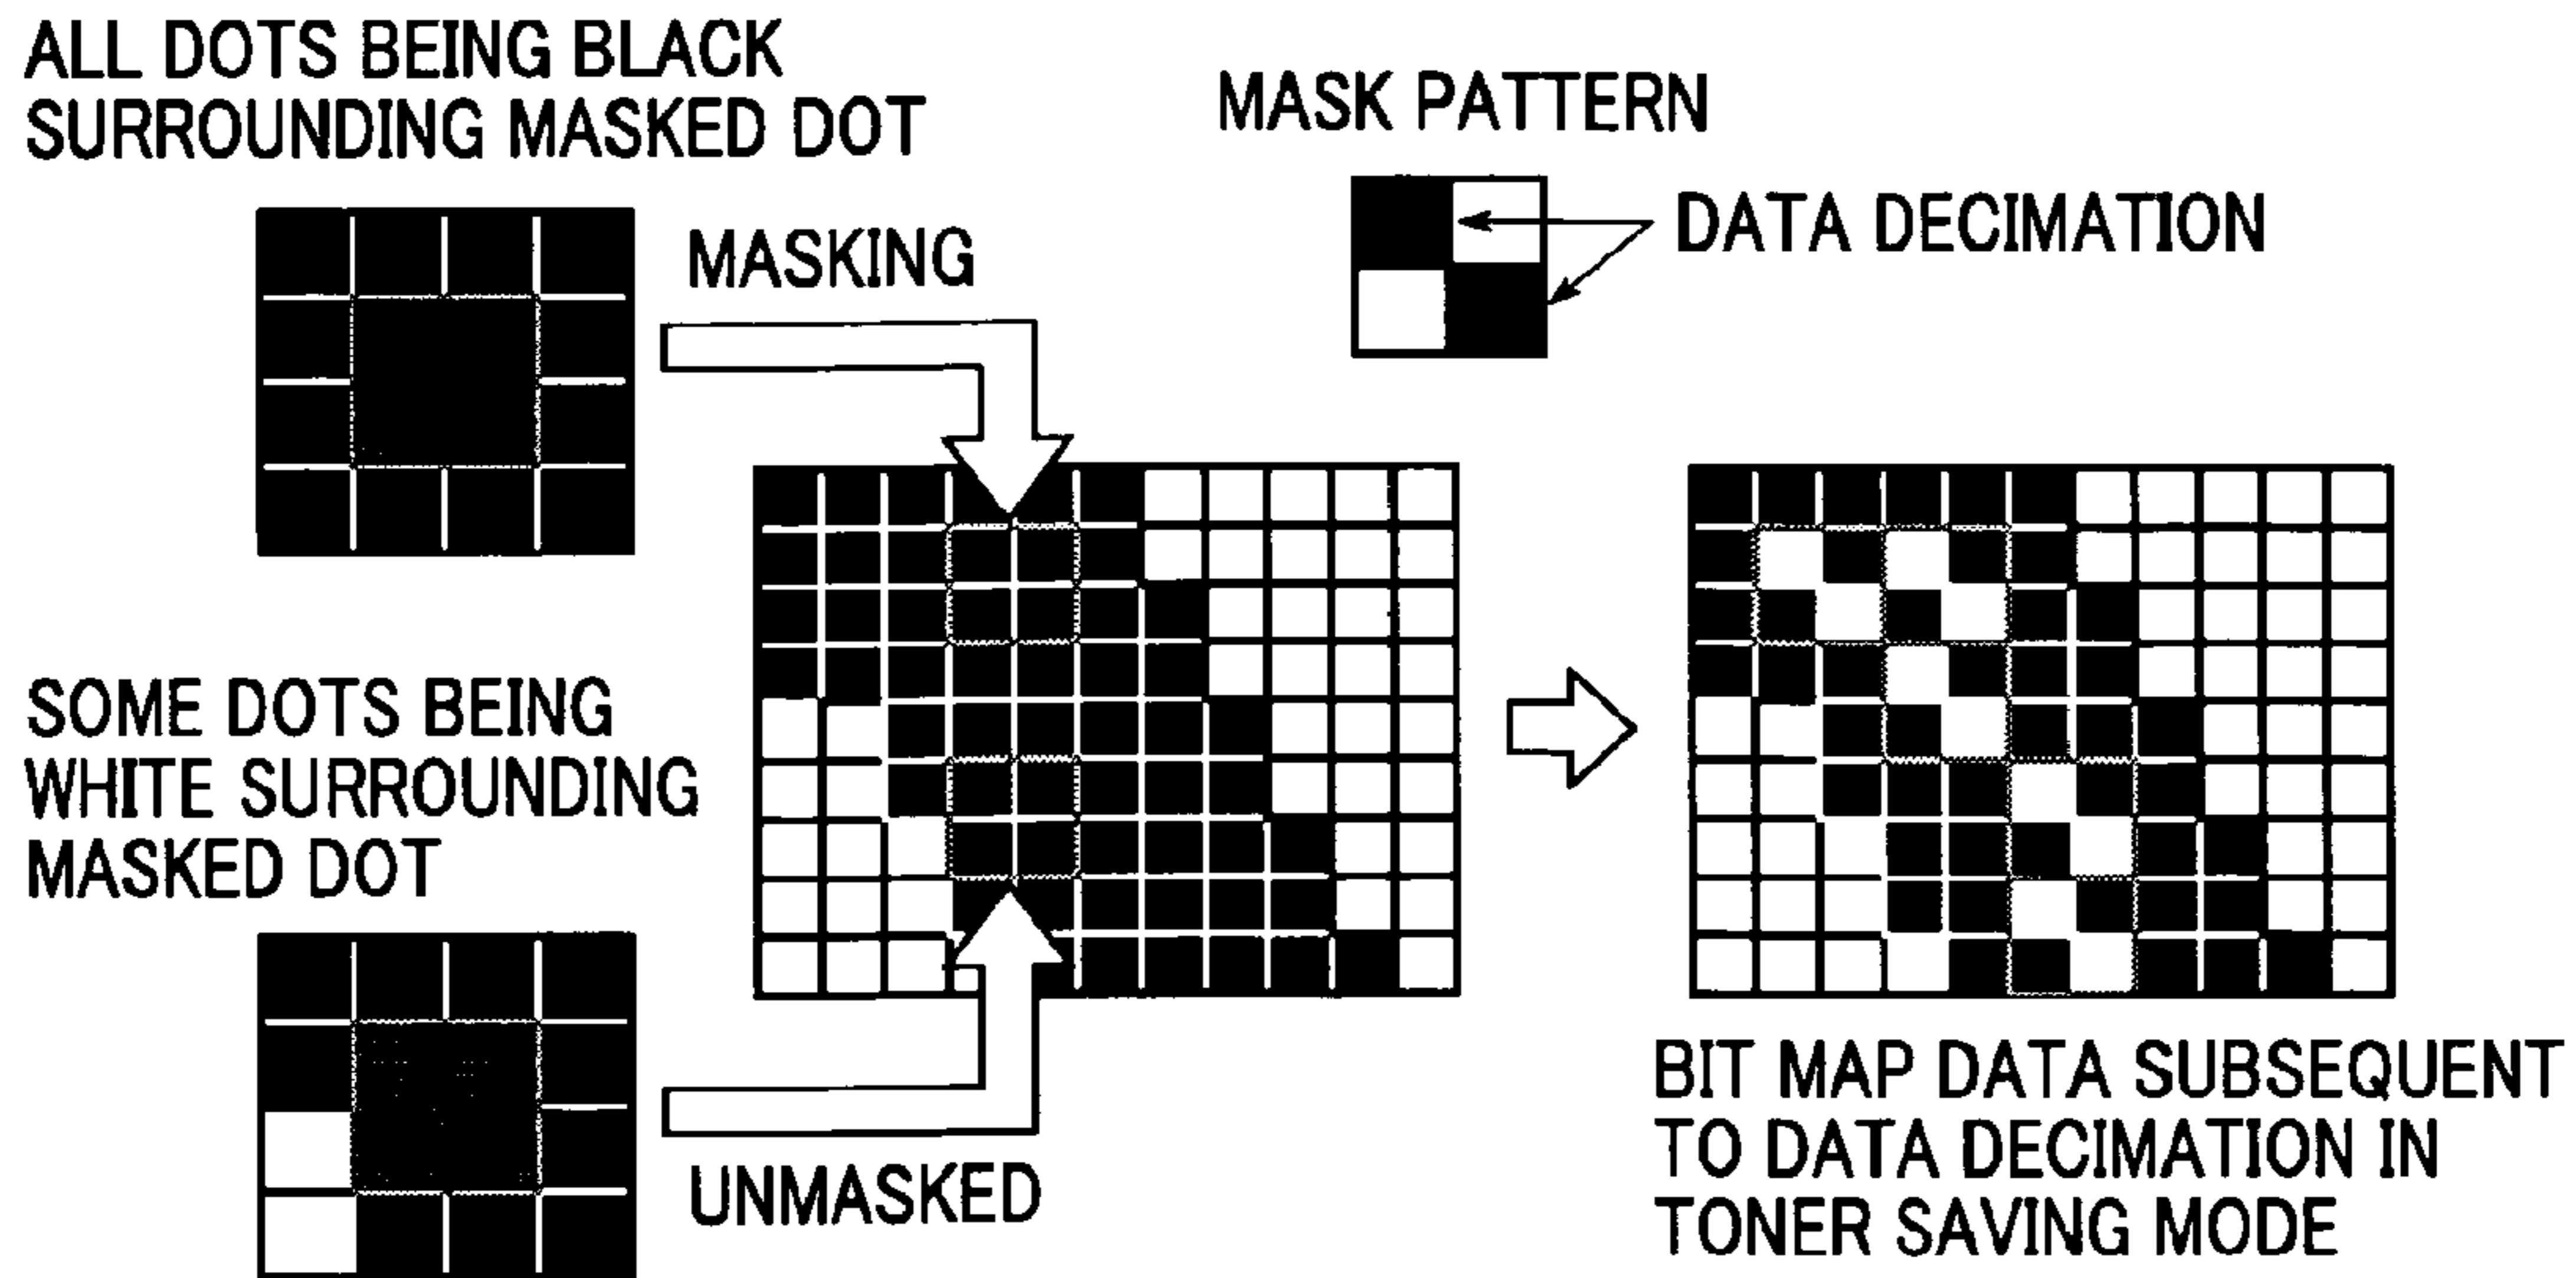 ALL DOTS BEING BLACK
SURROUNDING MASKED DOT
MASK PATTERN
DATA DECIMATION
MASKING
SOME DOTS BEING
WHITE SURROUNDING
MASKED DOT
UNMASKED
BIT MAP DATA SUBSEQUENT
TO DATA DECIMATION IN
TONER SAVING MODE